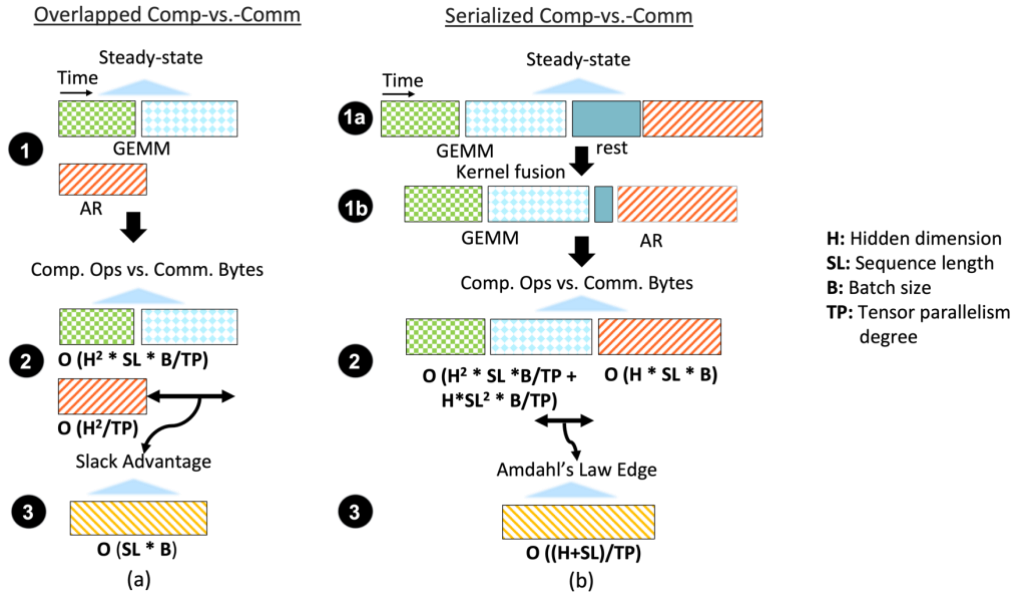 Overlapped Comp-vs.-Comm
Steady-state
Time
1
GEMM
AR
Comp. Ops vs. Comm. Bytes
2
O (H² * SL * B/TP)
O (H²/TP)
Slack Advantage
3
O (SL * B)
(a)
Serialized Comp-vs.-Comm
Steady-state
Time
1a
GEMM
rest
Kernel fusion
1b
GEMM
AR
Comp. Ops vs. Comm. Bytes
2
O (H² * SL *B/TP +
H*SL² * B/TP)
O (H * SL * B)
Amdahl's Law Edge
3
O ((H+SL)/TP)
(b)
H: Hidden dimension
SL: Sequence length
B: Batch size
TP: Tensor parallelism
degree